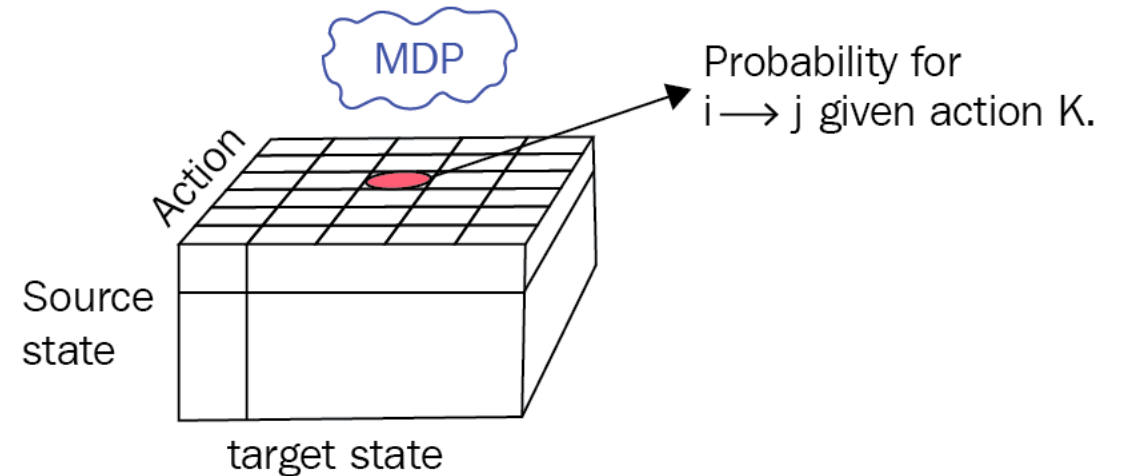 MDP
Probability for
i → j given action K.
Action
Source
state
target state